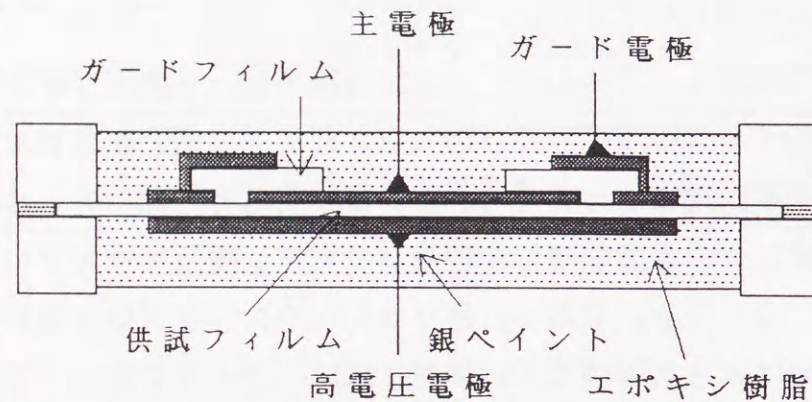 主電極
ガード電極
ガードフィルム
供試フィルム
銀ペイント
高電圧電極
エポキシ樹脂